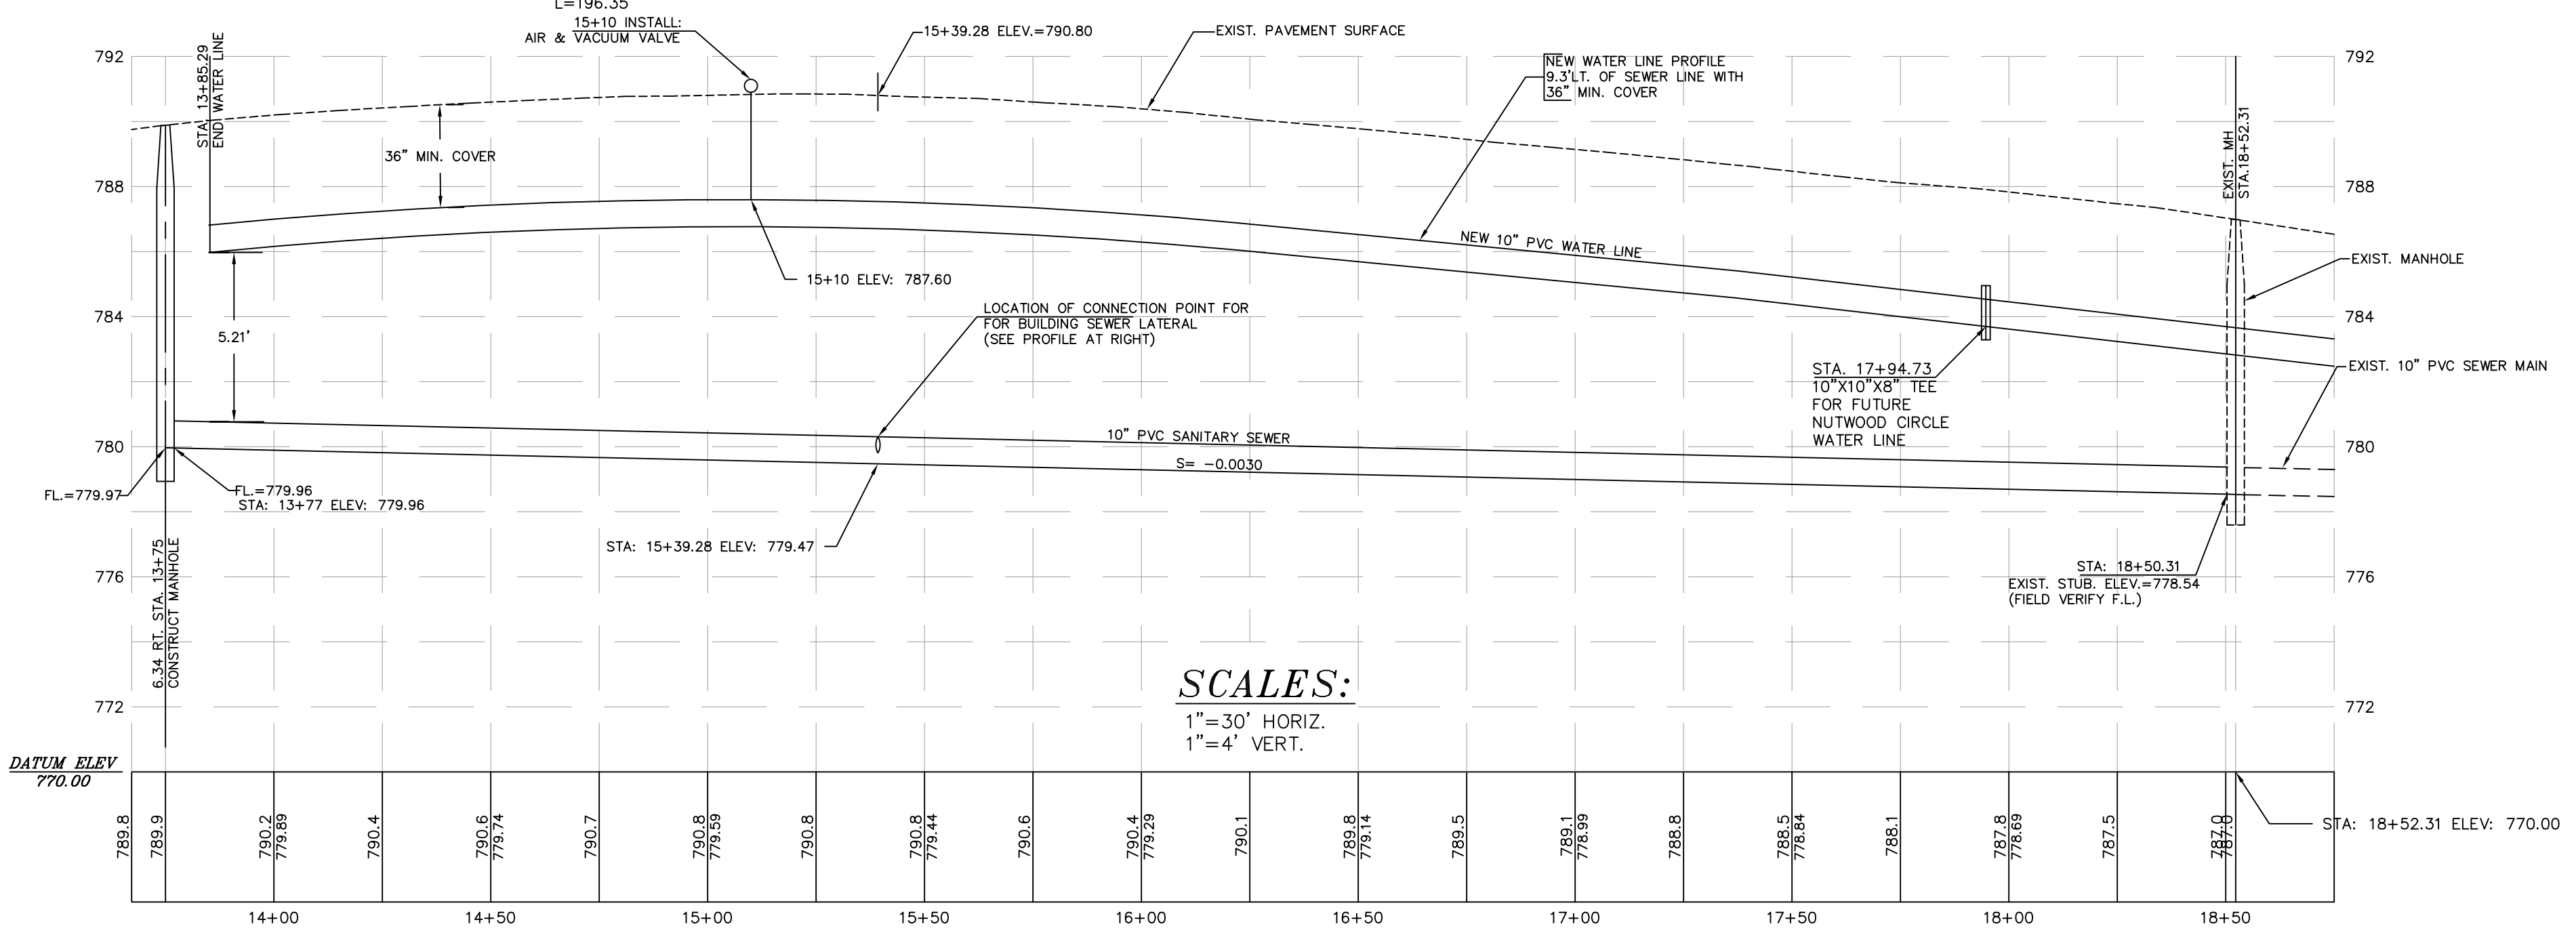 L=196.35
15+10 INSTALL:
AIR & VACUUM VALVE
15+39.28 ELEV.=790.80
EXIST. PAVEMENT SURFACE
792
STA. 13+85.29
END WATER LINE
NEW WATER LINE PROFILE
9.3'LT. OF SEWER LINE WITH
36" MIN. COVER
792
EXIST. MH
STA.18+52.31
36" MIN. COVER
788
788
NEW 10" PVC WATER LINE
EXIST. MANHOLE
15+10 ELEV: 787.60
LOCATION OF CONNECTION POINT FOR
FOR BUILDING SEWER LATERAL
(SEE PROFILE AT RIGHT)
784
784
5.21'
STA. 17+94.73
10"X10"X8" TEE
FOR FUTURE
NUTWOOD CIRCLE
WATER LINE
EXIST. 10" PVC SEWER MAIN
780
10" PVC SANITARY SEWER
780
S= -0.0030
FL.=779.97
FL.=779.96
STA: 13+77 ELEV: 779.96
STA: 15+39.28 ELEV: 779.47
6.34 RT. STA. 13+75
CONSTRUCT MANHOLE
776
STA: 18+50.31
EXIST. STUB. ELEV.=778.54
(FIELD VERIFY F.L.)
776
772
SCALES:
1"=30' HORIZ.
1"=4' VERT.
772
DATUM ELEV
770.00
789.8
789.9
790.2
779.89
790.4
790.6
779.74
790.7
790.8
779.59
790.8
790.8
779.44
790.6
790.4
779.29
790.1
789.8
779.14
789.5
789.1
778.99
788.8
788.5
778.84
788.1
787.8
778.69
787.5
787.0
787.0
STA: 18+52.31 ELEV: 770.00
14+00
14+50
15+00
15+50
16+00
16+50
17+00
17+50
18+00
18+50